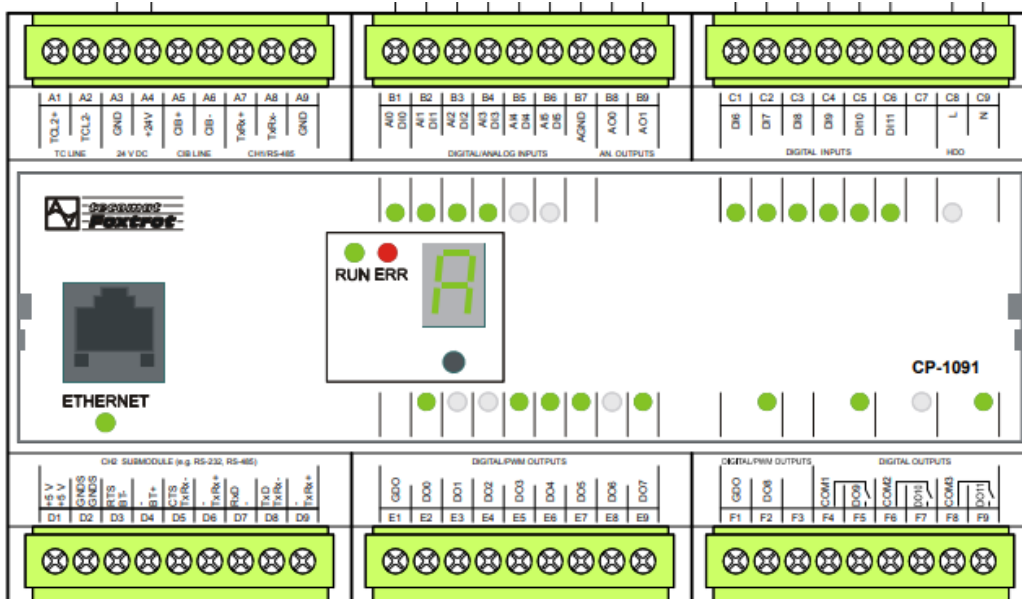 A1 A2 A3 A4 A5 A6 A7 A8 A9
TCL2+ TCL2- GND +24V CIB+ CIB- TxRx+ TxRx- GND
TC LINE 24 V DC CIB LINE CH1/RS-485
B1 B2 B3 B4 B5 B6 B7 B8 B9
AI0 AI1 AI2 AI3 AI4 AI5 AGND AO0 AO1
DI0 DI1 DI2 DI3 DI4 DI5
DIGITAL/ANALOG INPUTS AN. OUTPUTS
C1 C2 C3 C4 C5 C6 C7 C8 C9
DI6 DI7 DI8 DI9 DI10 DI11 L N
DIGITAL INPUTS HDO
tecomat
Foxtrot
RUN ERR
A
ETHERNET
CP-1091
CH2 SUBMODULE (e.g. RS-232, RS-485)
+5 V GNDS RTS - CTS - RxD TxD -
+5 V GNDS BT- BT+ TxRx- TxRx+ - TxRx- TxRx+
D1 D2 D3 D4 D5 D6 D7 D8 D9
DIGITAL/PWM OUTPUTS
GDO DO0 DO1 DO2 DO3 DO4 DO5 DO6 DO7
E1 E2 E3 E4 E5 E6 E7 E8 E9
DIGITAL/PWM OUTPUTS DIGITAL OUTPUTS
GDO DO8 COM1 DO9 COM2 DO10 COM3 DO11
F1 F2 F3 F4 F5 F6 F7 F8 F9